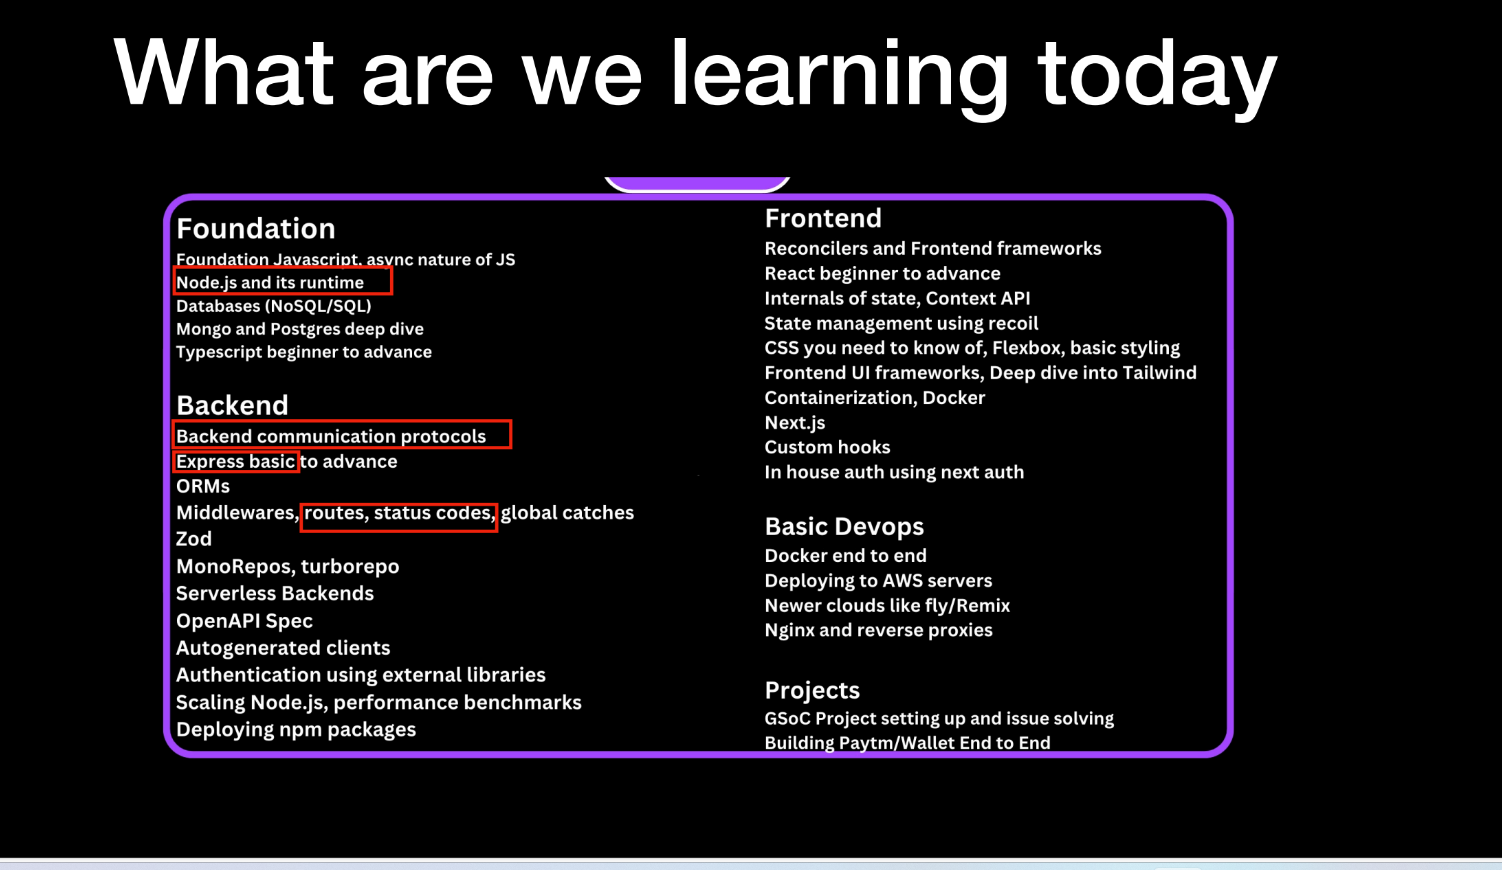 What are we learning today
Foundation
Foundation Javascript, async nature of JS
Node.js and its runtime
Databases (NoSQL/SQL)
Mongo and Postgres deep dive
Typescript beginner to advance
Backend
Backend communication protocols
Express basic to advance
ORMs
Middlewares, routes, status codes, global catches
Zod
MonoRepos, turborepo
Serverless Backends
OpenAPI Spec
Autogenerated clients
Authentication using external libraries
Scaling Node.js, performance benchmarks
Deploying npm packages
Frontend
Reconcilers and Frontend frameworks
React beginner to advance
Internals of state, Context API
State management using recoil
CSS you need to know of, Flexbox, basic styling
Frontend UI frameworks, Deep dive into Tailwind
Containerization, Docker
Next.js
Custom hooks
In house auth using next auth
Basic Devops
Docker end to end
Deploying to AWS servers
Newer clouds like fly/Remix
Nginx and reverse proxies
Projects
GSoC Project setting up and issue solving
Building Paytm/Wallet End to End